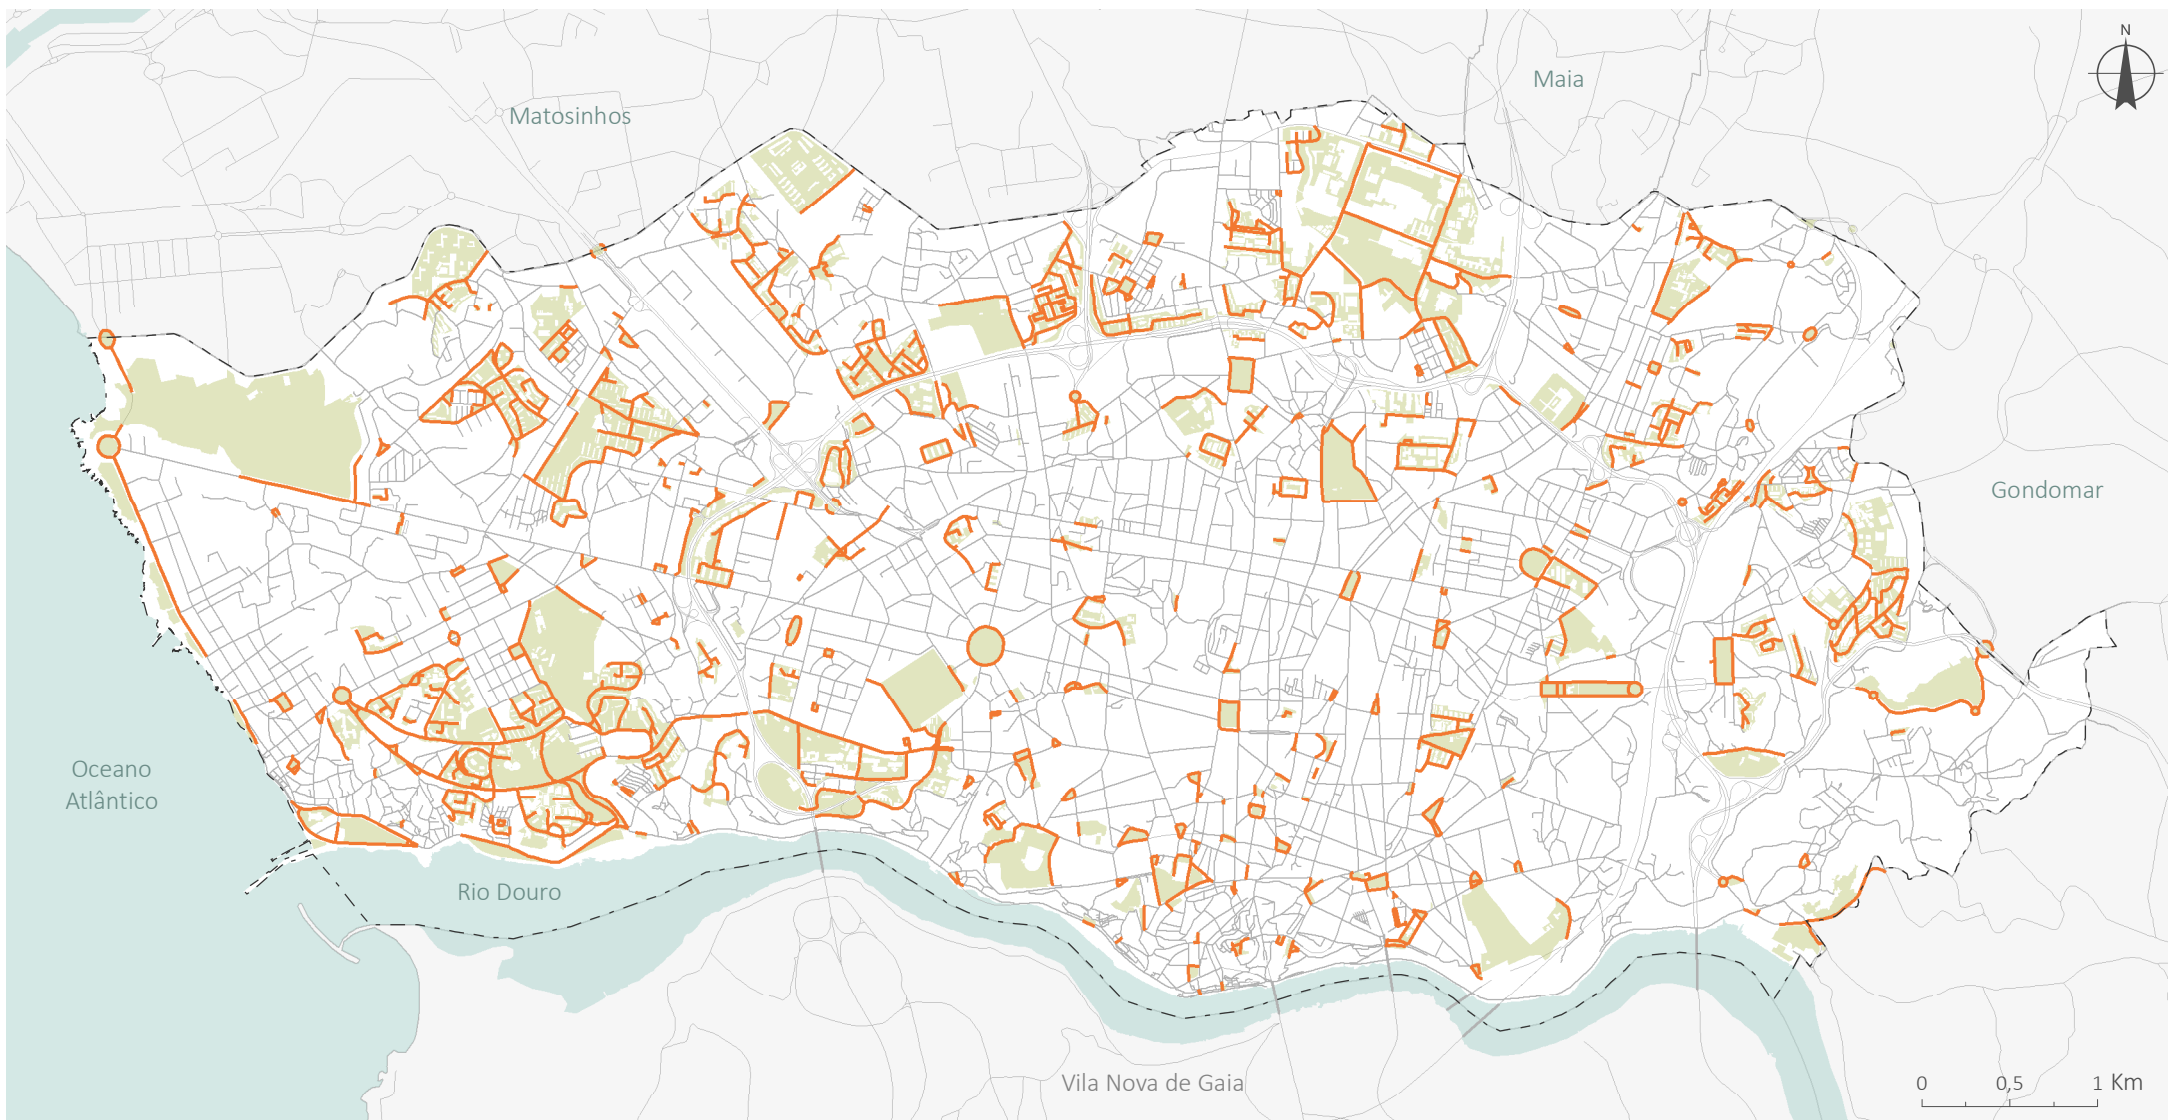 N
Maia
Matosinhos
Gondomar
Oceano
Atlântico
Rio Douro
Vila Nova de Gaia
0 0,5 1 Km